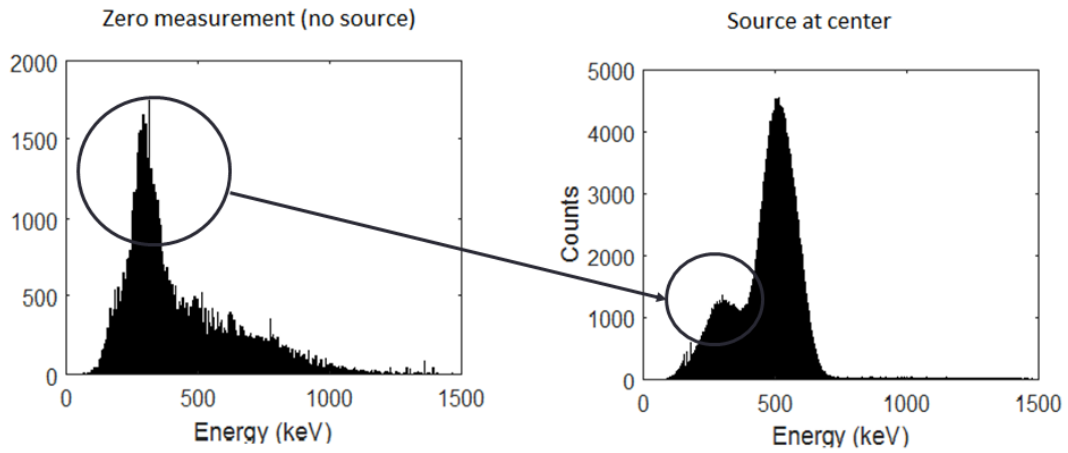 Zero measurement (no source)
2000
1500
1000
500
0
0 500 1000 1500
Energy (keV)
Source at center
5000
4000
3000
2000
1000
0
Counts
0 500 1000 1500
Energy (keV)